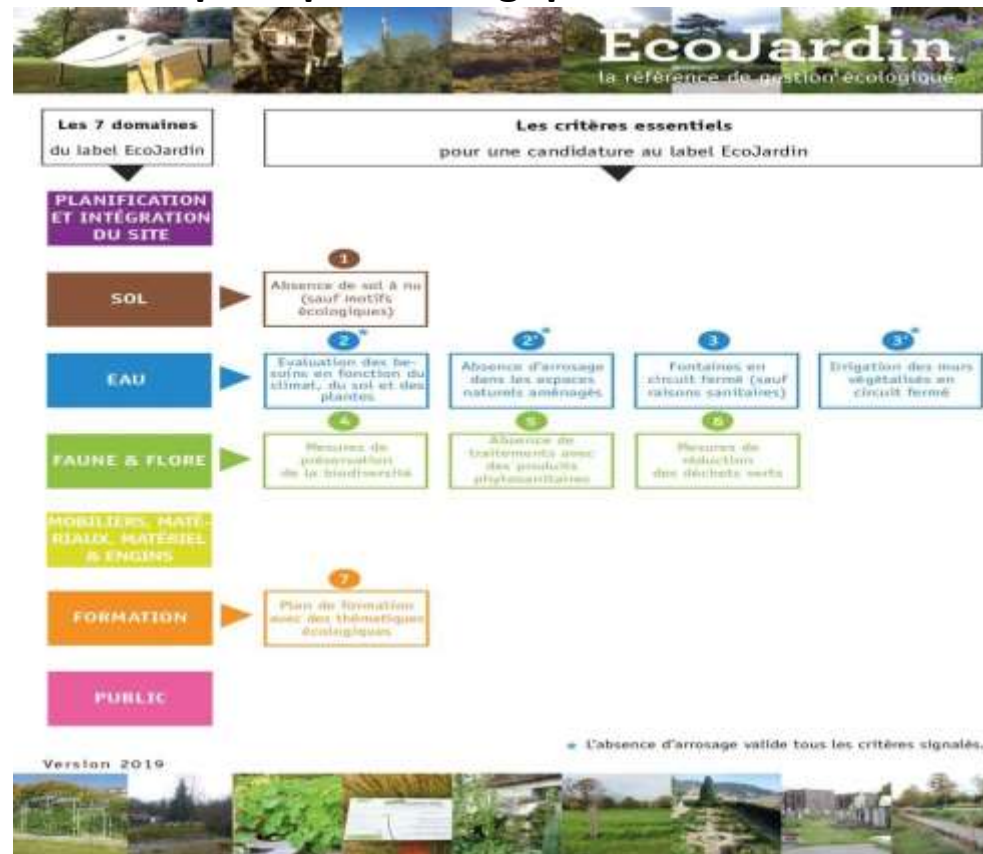 EcoJardin
la référence de gestion écologique
Les 7 domaines
du label EcoJardin
Les critères essentiels
pour une candidature au label EcoJardin
PLANIFICATION
ET INTÉGRATION
DU SITE
1
SOL
Absence de sol à nu
(sauf motifs
écologiques)
2*
2'*
3
3'*
EAU
Evaluation des be-
soins en fonction du
climat, du sol et des
plantes
Absence d'arrosage
dans les espaces
naturels aménagés
Fontaines en
circuit fermé (sauf
raisons sanitaires)
Irrigation des murs
végétalisés en
circuit fermé
4
5
6
FAUNE & FLORE
Mesures de
préservation
de la biodiversité
Absence de
traitements avec
des produits
phytosanitaires
Mesures de
réduction
des déchets verts
MOBILIERS, MATÉ-
RIAUX, MATÉRIEL
& ENGINS
7
FORMATION
Plan de formation
avec des thématiques
écologiques
PUBLIC
* L'absence d'arrosage valide tous les critères signalés.
Version 2019